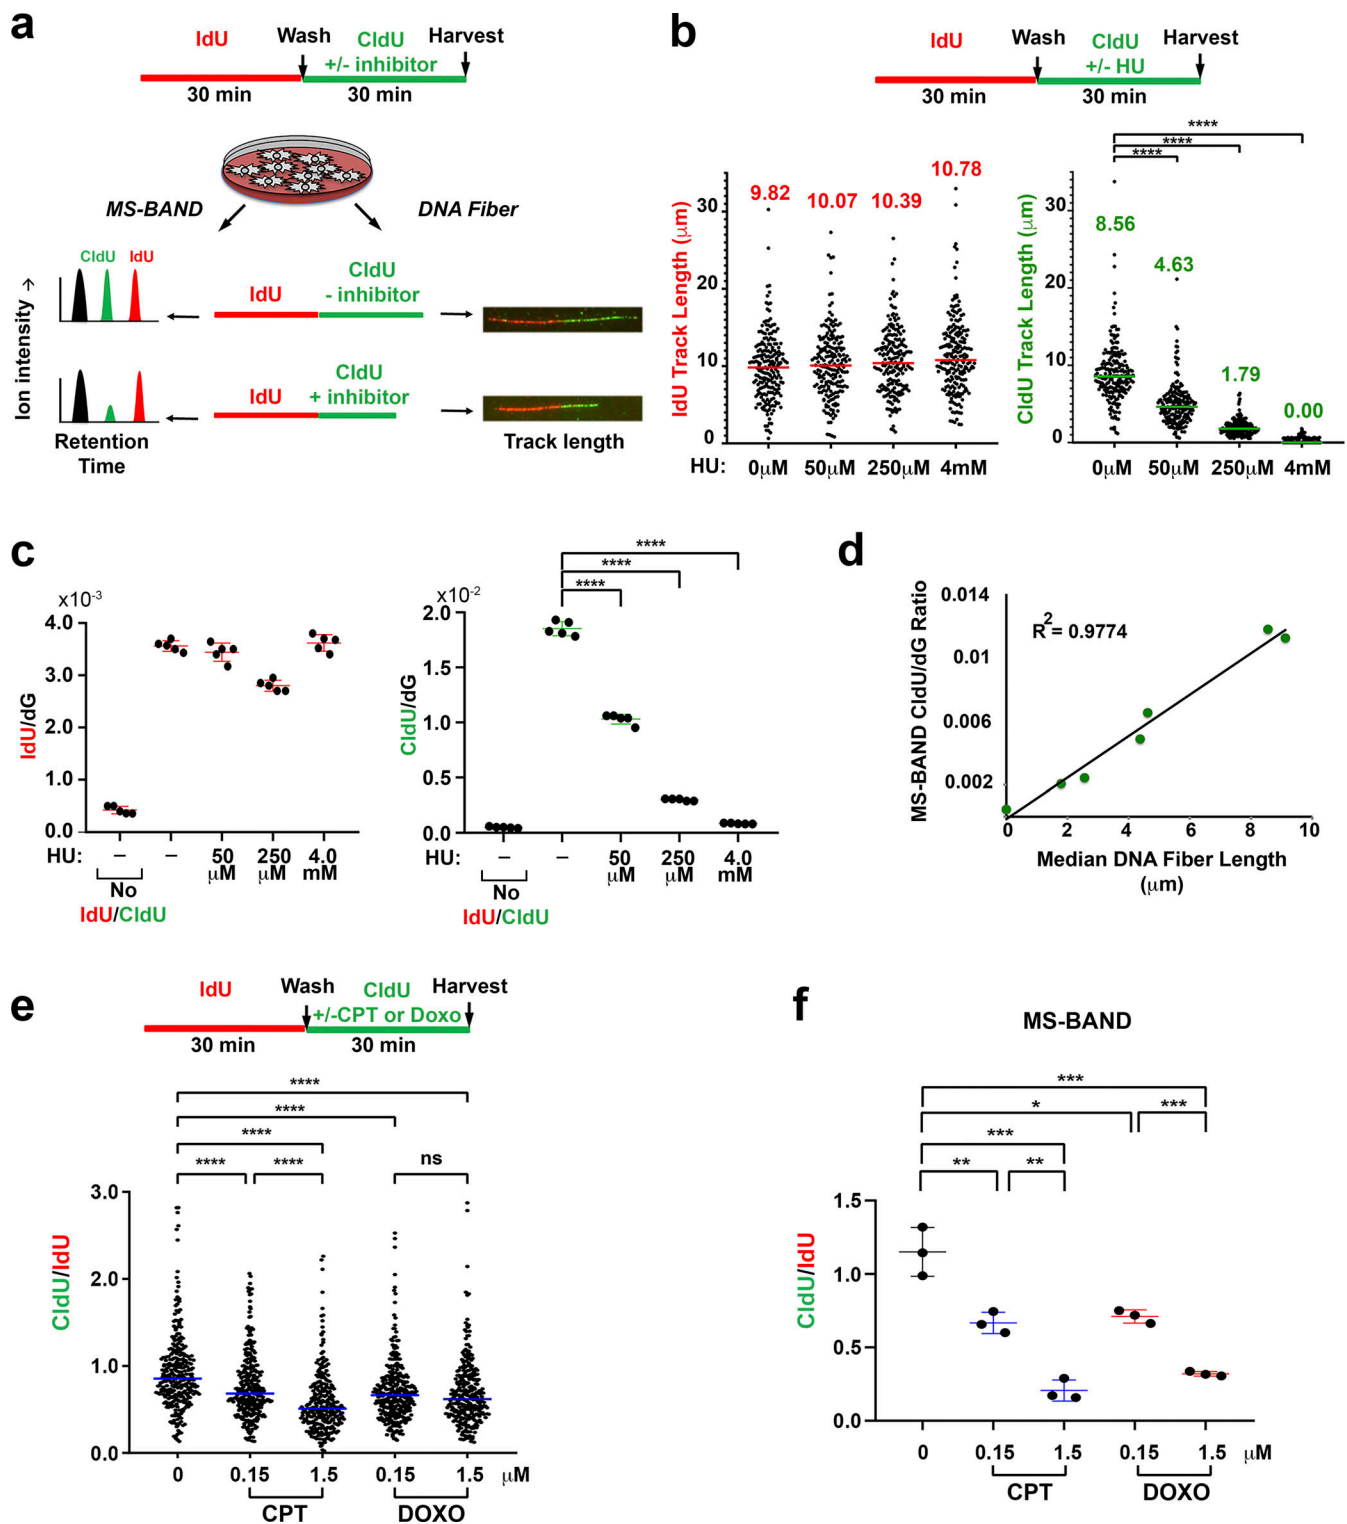 a
IdU
Wash
CldU
+/- inhibitor
Harvest
30 min
30 min
MS-BAND
DNA Fiber
Ion intensity →
CldU
IdU
IdU
CldU
- inhibitor
IdU
CldU
+ inhibitor
Retention
Time
Track length
b
IdU
Wash
CldU
+/- HU
Harvest
30 min
30 min
IdU Track Length (μm)
30
20
10
0
9.82
10.07
10.39
10.78
HU:
0μM
50μM
250μM
4mM
CldU Track Length (μm)
30
20
10
0
****
****
****
8.56
4.63
1.79
0.00
0μM
50μM
250μM
4mM
c
x10-3
IdU/dG
4.0
3.0
2.0
1.0
0.0
HU:
–
–
50
μM
250
μM
4.0
mM
No
IdU/CldU
x10-2
CldU/dG
2.0
1.5
1.0
0.5
0.0
****
****
****
HU:
–
–
50
μM
250
μM
4.0
mM
No
IdU/CldU
d
MS-BAND CldU/dG Ratio
0.014
0.01
0.006
0.002
R2= 0.9774
0
2
4
6
8
10
Median DNA Fiber Length
(μm)
e
IdU
Wash
CldU
+/-CPT or Doxo
Harvest
30 min
30 min
****
****
****
****
****
ns
CldU/IdU
3.0
2.0
1.0
0.0
0
0.15
1.5
0.15
1.5
μM
CPT
DOXO
f
MS-BAND
***
*
***
***
**
**
CldU/IdU
1.5
1.0
0.5
0.0
0
0.15
1.5
0.15
1.5
μM
CPT
DOXO